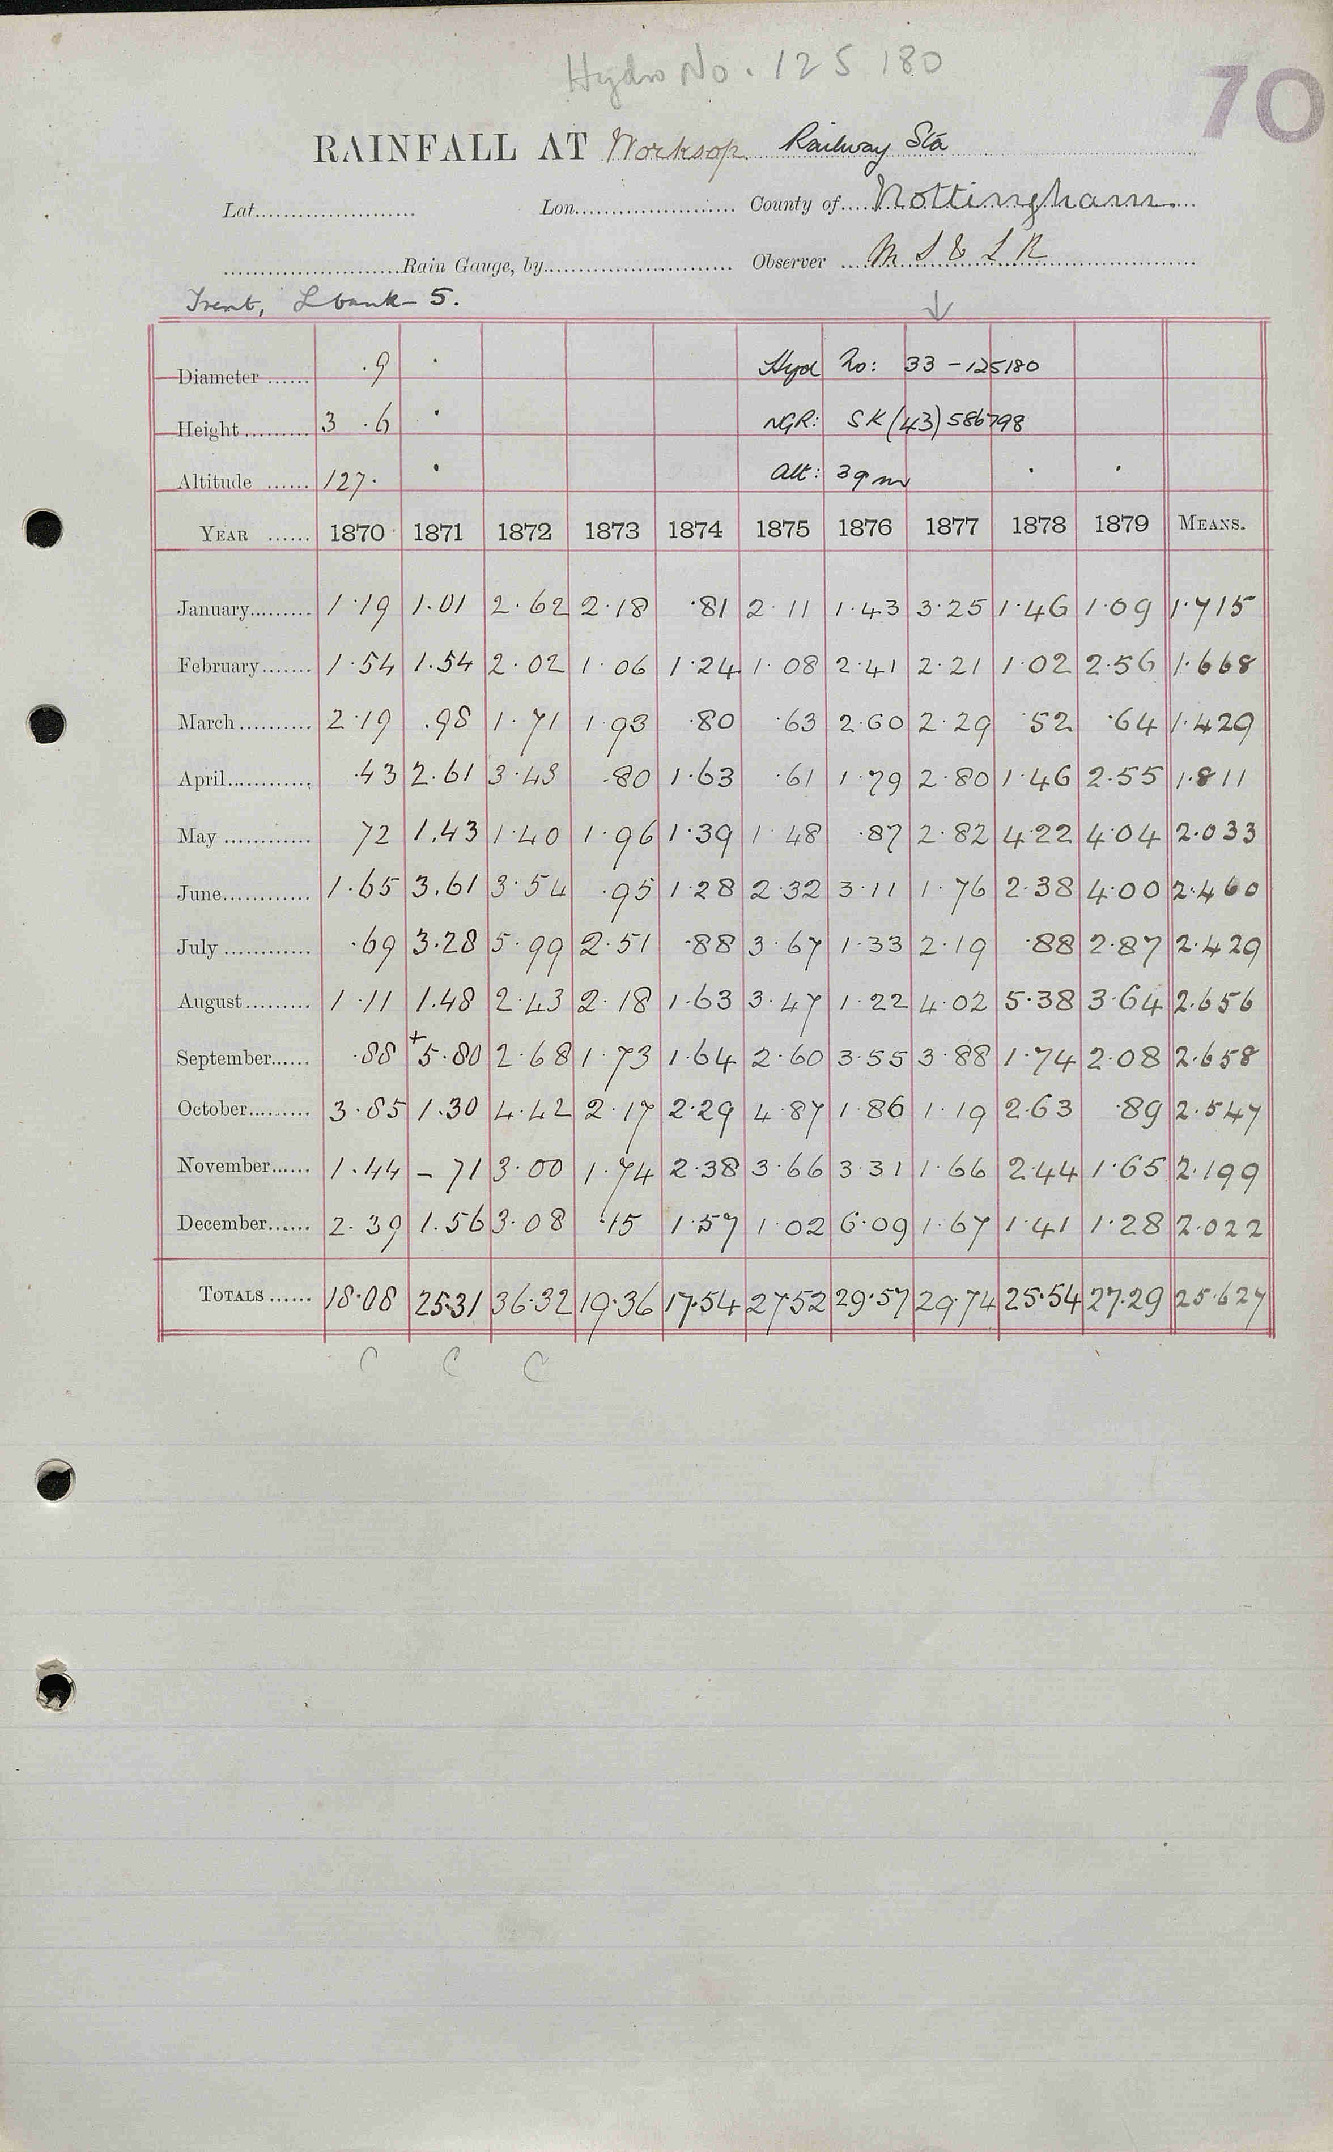 Hydro No. 125180
70
RAINFALL AT Worksop Railway Sta
Lat. Lon. County of Nottingham.
Rain Gauge, by Observer M S & L R
Trent, L bank - 5.
Diameter ...... .9 · Hyd No: 33 - 125180
Height ......... 3 .6 · NGR: SK (43) 586798
Altitude ...... 127. · Alt: 39 m · ·
YEAR ...... 1870 1871 1872 1873 1874 1875 1876 1877 1878 1879 MEANS.
January......... 1.19 1.01 2.62 2.18 .81 2.11 1.43 3.25 1.46 1.09 1.715
February....... 1.54 1.54 2.02 1.06 1.24 1.08 2.41 2.21 1.02 2.56 1.668
March.......... 2.19 .98 1.71 1.93 .80 .63 2.60 2.29 .52 .64 1.429
April............ .43 2.61 3.43 .80 1.63 .61 1.79 2.80 1.46 2.55 1.811
May ............ 72 1.43 1.40 1.96 1.39 1.48 .87 2.82 4.22 4.04 2.033
June............ 1.65 3.61 3.54 .95 1.28 2.32 3.11 1.76 2.38 4.00 2.460
July ............ .69 3.28 5.99 2.51 .88 3.67 1.33 2.19 .88 2.87 2.429
August......... 1.11 1.48 2.43 2.18 1.63 3.47 1.22 4.02 5.38 3.64 2.656
September...... .88 +5.80 2.68 1.73 1.64 2.60 3.55 3.88 1.74 2.08 2.658
October......... 3.85 1.30 4.42 2.17 2.29 4.87 1.86 1.19 2.63 .89 2.547
November...... 1.44 - 71 3.00 1.74 2.38 3.66 3.31 1.66 2.44 1.65 2.199
December...... 2.39 1.56 3.08 .15 1.57 1.02 6.09 1.67 1.41 1.28 2.022
TOTALS ...... 18.08 25.31 36.32 19.36 17.54 27.52 29.57 29.74 25.54 27.29 25.627
C C C